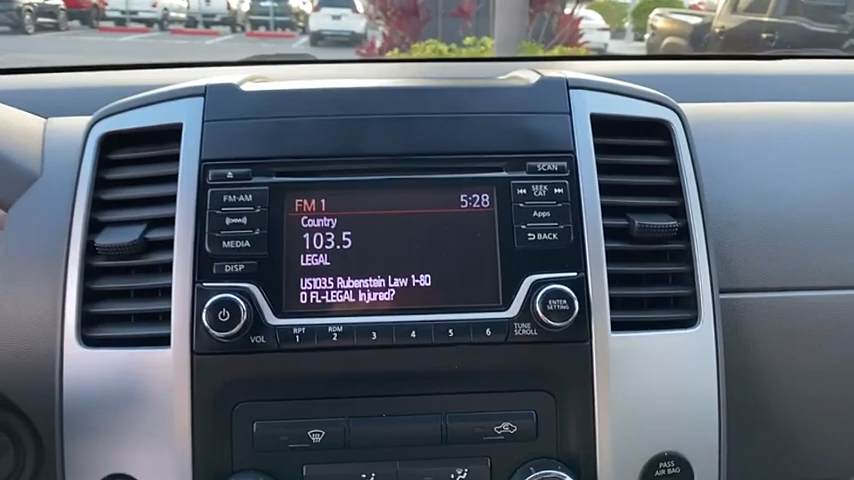 SCAN
FM·AM
MEDIA
DISP
FM 1 5:28
Country
103.5
LEGAL
US103.5 Rubenstein Law 1-80
0 FL-LEGAL Injured?
SEEK
CAT
Apps
BACK
VOL
RPT
1
RDM
2
3
4
5
6
TUNE
SCROLL
ENTER
SETTING
PASS
AIR BAG